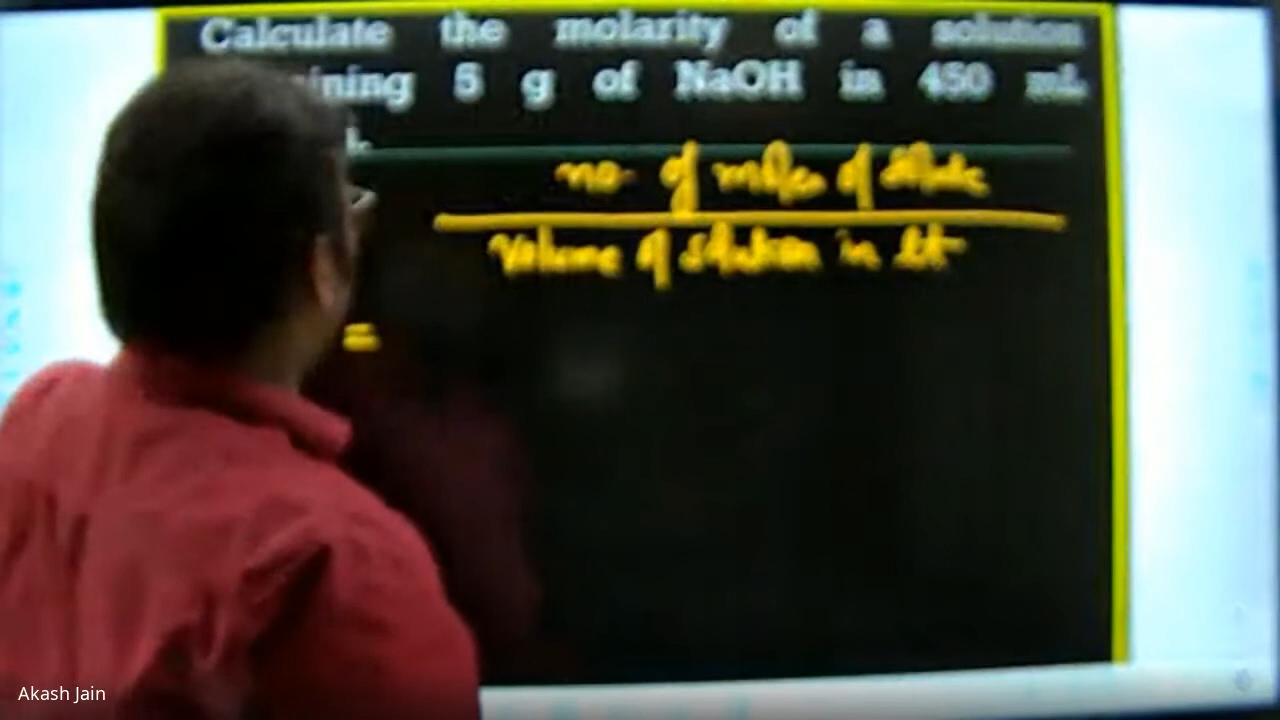 Calculate the molarity of a solution
ining 5 g of NaOH in 450 mL
no. of moles of solute
volume of solution in lit
=
Akash Jain